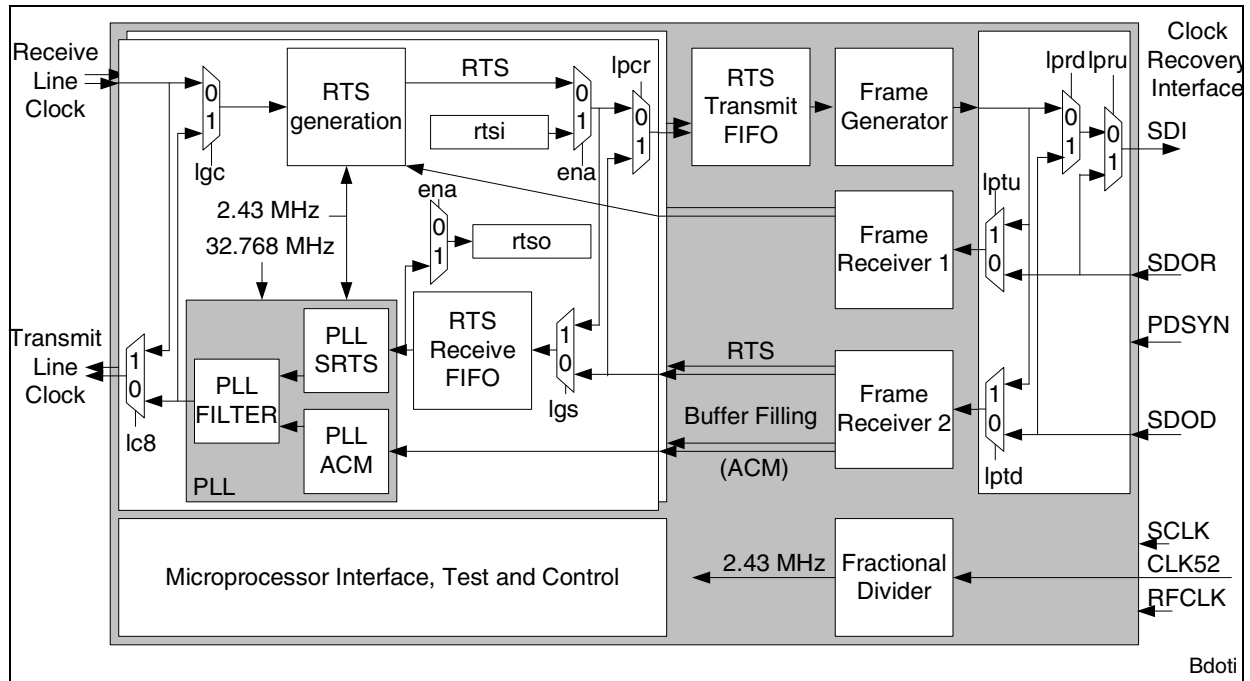 Receive
Line
Clock
lgc
0
1
RTS
generation
RTS
rtsi
0
1
ena
lpcr
0
1
RTS
Transmit
FIFO
Frame
Generator
lprd
lpru
0
1
0
1
Clock
Recovery
Interface
SDI
2.43 MHz
32.768 MHz
ena
0
1
rtso
Frame
Receiver 1
lptu
1
0
SDOR
PDSYN
Transmit
Line
Clock
1
0
lc8
PLL
FILTER
PLL
SRTS
PLL
ACM
PLL
RTS
Receive
FIFO
1
0
lgs
RTS
Buffer Filling
(ACM)
Frame
Receiver 2
1
0
lptd
SDOD
Microprocessor Interface, Test and Control
2.43 MHz
Fractional
Divider
SCLK
CLK52
RFCLK
Bdoti